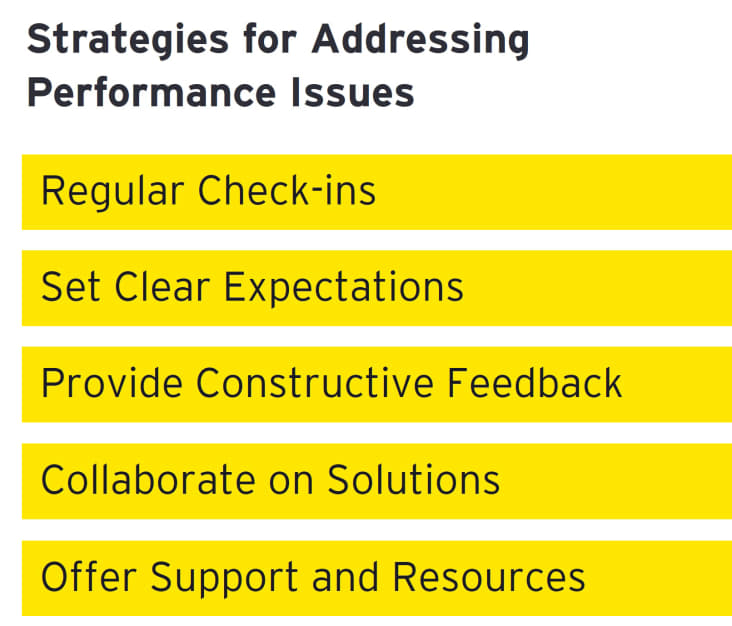 Strategies for Addressing
Performance Issues
Regular Check-ins
Set Clear Expectations
Provide Constructive Feedback
Collaborate on Solutions
Offer Support and Resources